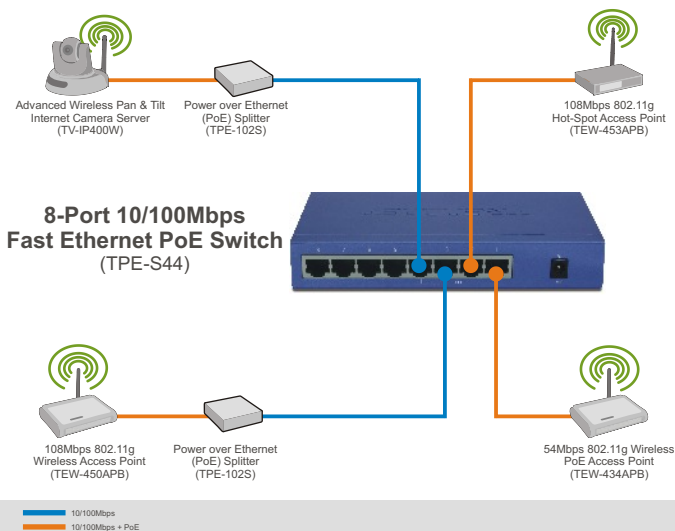 Advanced Wireless Pan & Tilt
Internet Camera Server
(TV-IP400W)
Power over Ethernet
(PoE) Splitter
(TPE-102S)
108Mbps 802.11g
Hot-Spot Access Point
(TEW-453APB)
8-Port 10/100Mbps
Fast Ethernet PoE Switch
(TPE-S44)
108Mbps 802.11g
Wireless Access Point
(TEW-450APB)
Power over Ethernet
(PoE) Splitter
(TPE-102S)
54Mbps 802.11g Wireless
PoE Access Point
(TEW-434APB)
10/100Mbps
10/100Mbps + PoE